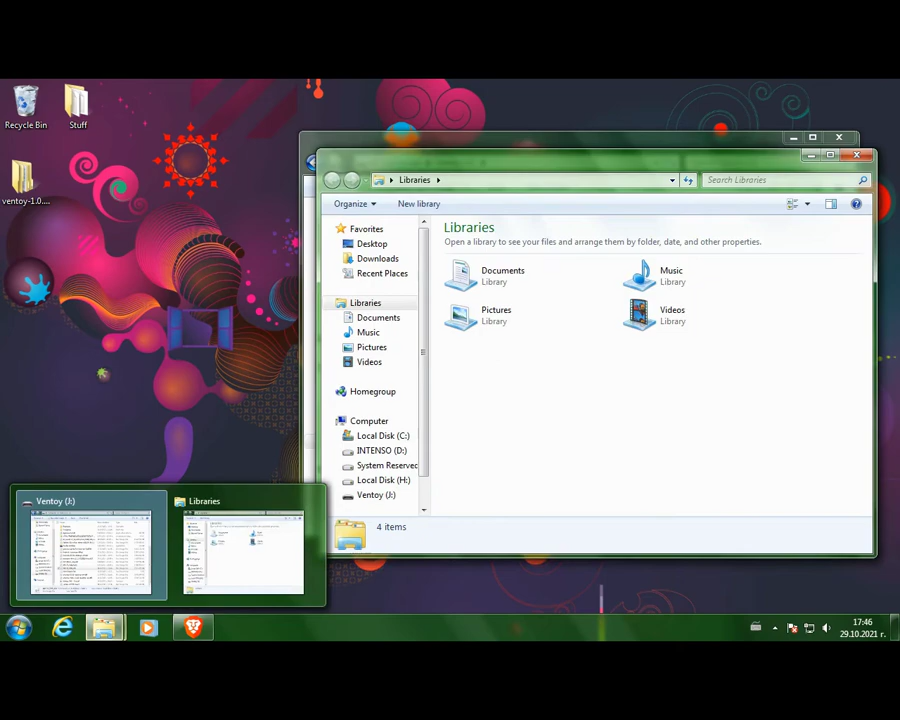 Recycle Bin
Stuff
ventoy-1.0....
Libraries
Search Libraries
Organize
New library
Favorites
Desktop
Downloads
Recent Places
Libraries
Documents
Music
Pictures
Videos
Homegroup
Computer
Local Disk (C:)
INTENSO (D:)
System Reserved
Local Disk (H:)
Ventoy (J:)
Libraries
Open a library to see your files and arrange them by folder, date, and other properties.
Documents
Library
Music
Library
Pictures
Library
Videos
Library
4 items
Ventoy (J:)
Libraries
17:46
29.10.2021 г.